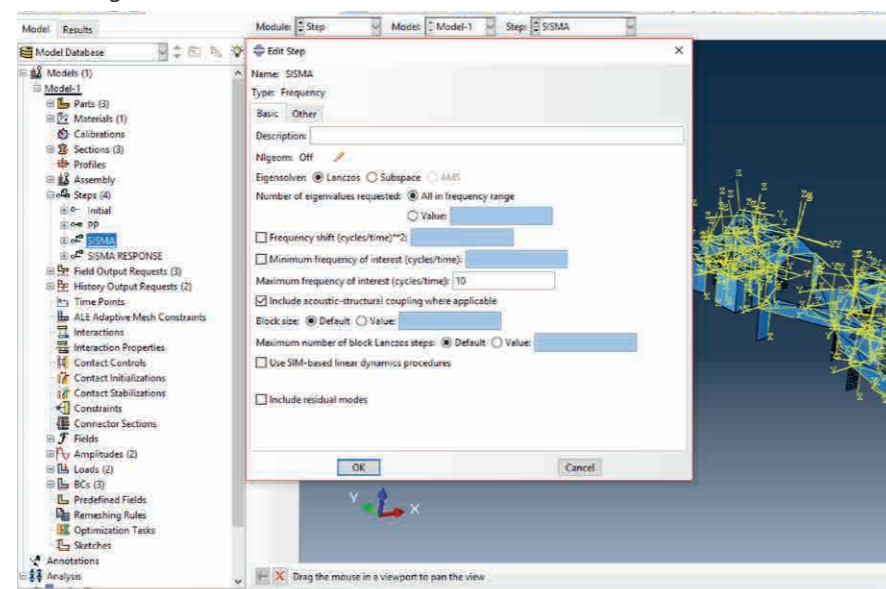 Model Results
Module: Step Model: Model-1 Step: SISMA
Model Database
Models (1)
Model-1
Parts (3)
Materials (1)
Calibrations
Sections (3)
Profiles
Assembly
Steps (4)
Initial
PP
SISMA
SISMA RESPONSE
Field Output Requests (3)
History Output Requests (2)
Time Points
ALE Adaptive Mesh Constraints
Interactions
Interaction Properties
Contact Controls
Contact Initializations
Contact Stabilizations
Constraints
Connector Sections
Fields
Amplitudes (2)
Loads (2)
BCs (3)
Predefined Fields
Remeshing Rules
Optimization Tasks
Sketches
Annotations
Analysis
Edit Step X
Name: SISMA
Type: Frequency
Basic Other
Description:
Nlgeom: Off
Eigensolver: Lanczos Subspace AMS
Number of eigenvalues requested: All in frequency range
Value:
Frequency shift (cycles/time)**2:
Minimum frequency of interest (cycles/time):
Maximum frequency of interest (cycles/time): 10
Include acoustic-structural coupling where applicable
Block size: Default Value:
Maximum number of block Lanczos steps: Default Value:
Use SIM-based linear dynamics procedures
Include residual modes
OK Cancel
Y X
Drag the mouse in a viewport to pan the view